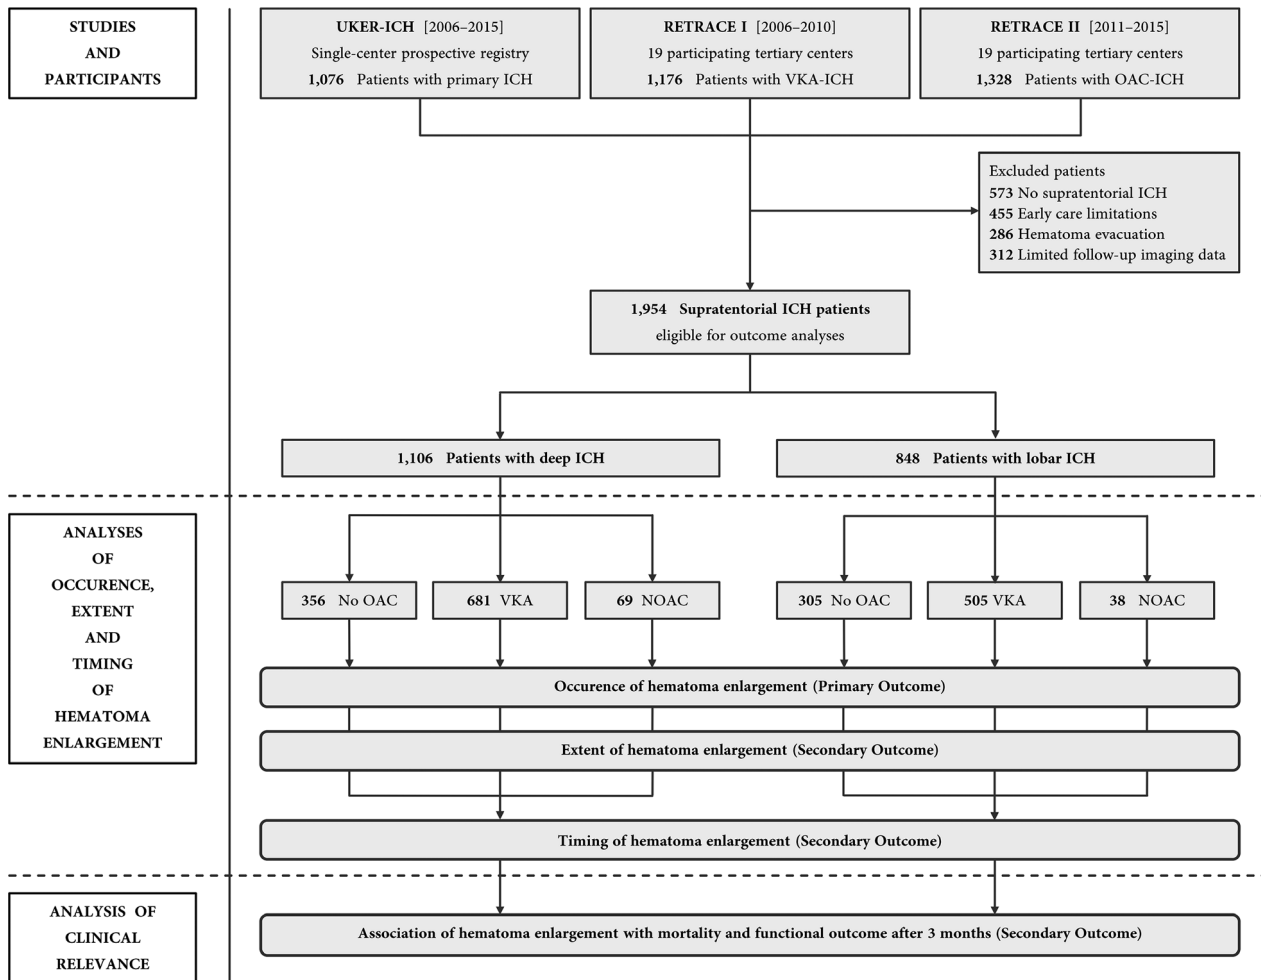 STUDIES
AND
PARTICIPANTS
UKER-ICH [2006–2015]
Single-center prospective registry
1,076 Patients with primary ICH
RETRACE I [2006–2010]
19 participating tertiary centers
1,176 Patients with VKA-ICH
RETRACE II [2011–2015]
19 participating tertiary centers
1,328 Patients with OAC-ICH
Excluded patients
573 No supratentorial ICH
455 Early care limitations
286 Hematoma evacuation
312 Limited follow-up imaging data
1,954 Supratentorial ICH patients
eligible for outcome analyses
1,106 Patients with deep ICH
848 Patients with lobar ICH
ANALYSES
OF
OCCURENCE,
EXTENT
AND
TIMING
OF
HEMATOMA
ENLARGEMENT
356 No OAC
681 VKA
69 NOAC
305 No OAC
505 VKA
38 NOAC
Occurence of hematoma enlargement (Primary Outcome)
Extent of hematoma enlargement (Secondary Outcome)
Timing of hematoma enlargement (Secondary Outcome)
ANALYSIS OF
CLINICAL
RELEVANCE
Association of hematoma enlargement with mortality and functional outcome after 3 months (Secondary Outcome)